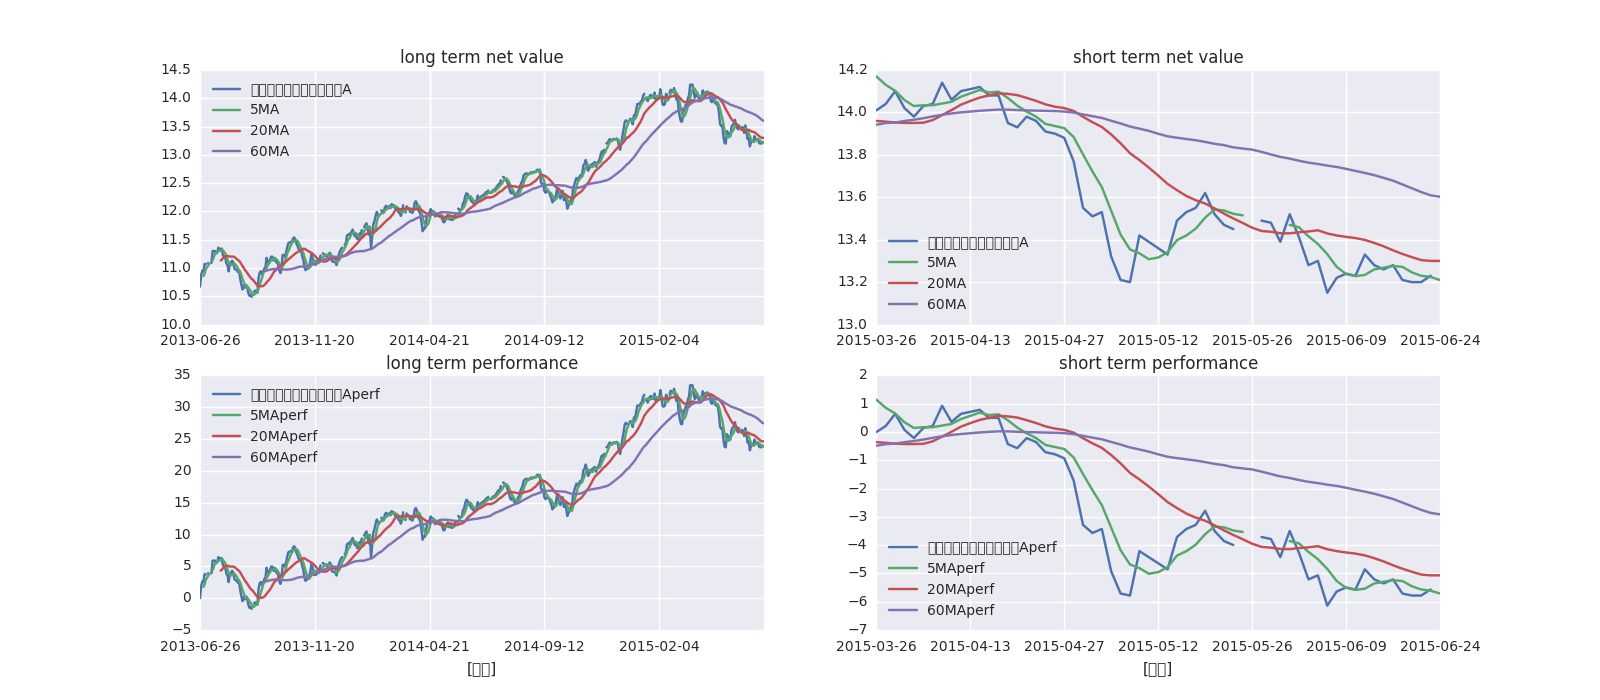 long term net value
14.5
14.0
13.5
13.0
12.5
12.0
11.5
11.0
10.5
10.0
A
5MA
20MA
60MA
2013-06-26 2013-11-20 2014-04-21 2014-09-12 2015-02-04
short term net value
14.2
14.0
13.8
13.6
13.4
13.2
13.0
A
5MA
20MA
60MA
2015-03-26 2015-04-13 2015-04-27 2015-05-12 2015-05-26 2015-06-09 2015-06-24
long term performance
35
30
25
20
15
10
5
0
−5
Aperf
5MAperf
20MAperf
60MAperf
2013-06-26 2013-11-20 2014-04-21 2014-09-12 2015-02-04
[]
short term performance
2
1
0
−1
−2
−3
−4
−5
−6
−7
Aperf
5MAperf
20MAperf
60MAperf
2015-03-26 2015-04-13 2015-04-27 2015-05-12 2015-05-26 2015-06-09 2015-06-24
[]